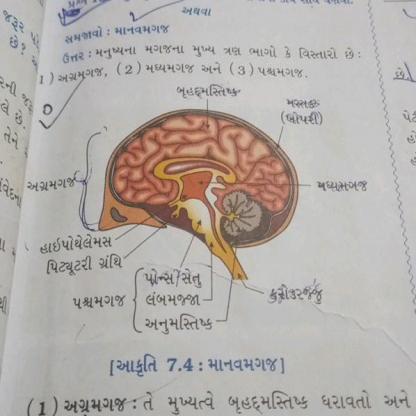 અથવા
સમજાવો : માનવમગજ
ઉત્તર : મનુષ્યના મગજના મુખ્ય ત્રણ ભાગો કે વિસ્તારો છે :
1) અગ્રમગજ, (2) મધ્યમગજ અને (3) પશ્ચમગજ.
બૃહદ્મસ્તિષ્ક
મસ્તક
(ખોપરી)
અગ્રમગજ
મધ્યમગજ
હાઇપોથેલેમસ
પિટ્યુટરી ગ્રંથિ
પશ્ચમગજ
પોન્સ/સેતુ
લંબમજ્જા
અનુમસ્તિષ્ક
કરોડરજ્જુ
[આકૃતિ 7.4 : માનવમગજ]
(1) અગ્રમગજ : તે મુખ્યત્વે બૃહદ્મસ્તિષ્ક ધરાવતો અને